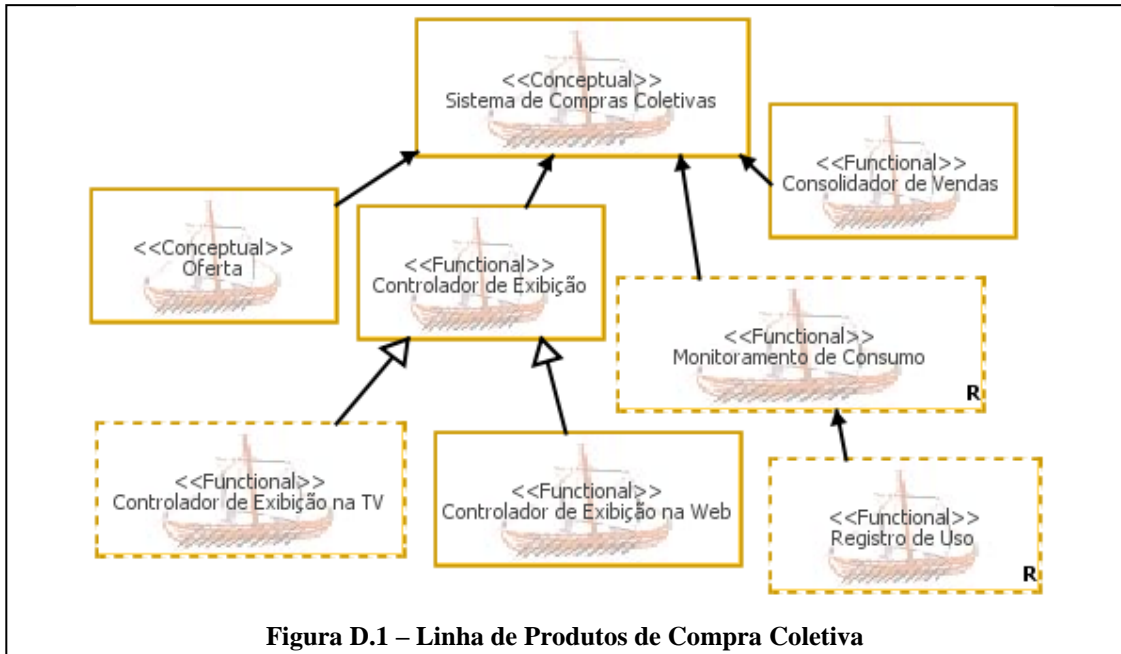 <<Conceptual>>
Sistema de Compras Coletivas
<<Functional>>
Consolidador de Vendas
<<Conceptual>>
Oferta
<<Functional>>
Controlador de Exibição
<<Functional>>
Monitoramento de Consumo
R
<<Functional>>
Controlador de Exibição na TV
<<Functional>>
Controlador de Exibição na Web
<<Functional>>
Registro de Uso
R
Figura D.1 – Linha de Produtos de Compra Coletiva